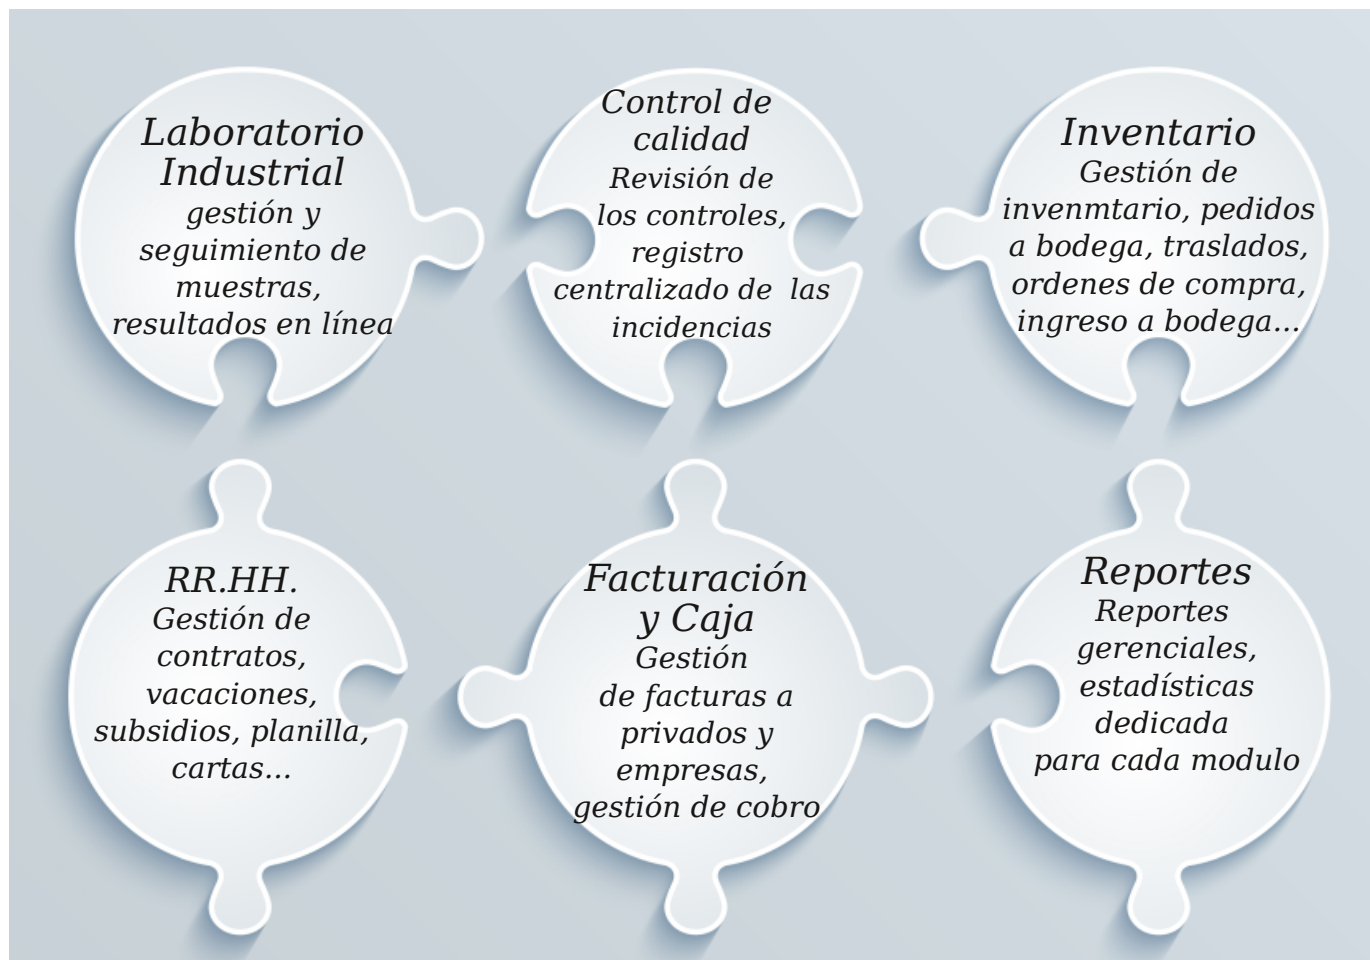 Laboratorio
Industrial
gestión y
seguimiento de
muestras,
resultados en línea
Control de
calidad
Revisión de
los controles,
registro
centralizado de  las
incidencias
Inventario
Gestión de
invenmtario, pedidos
a bodega, traslados,
ordenes de compra,
ingreso a bodega...
RR.HH.
Gestión de
contratos,
vacaciones,
subsidios, planilla,
cartas...
Facturación
y Caja
Gestión
de facturas a
privados y
empresas,
gestión de cobro
Reportes
Reportes
gerenciales,
estadísticas
dedicada
para cada modulo